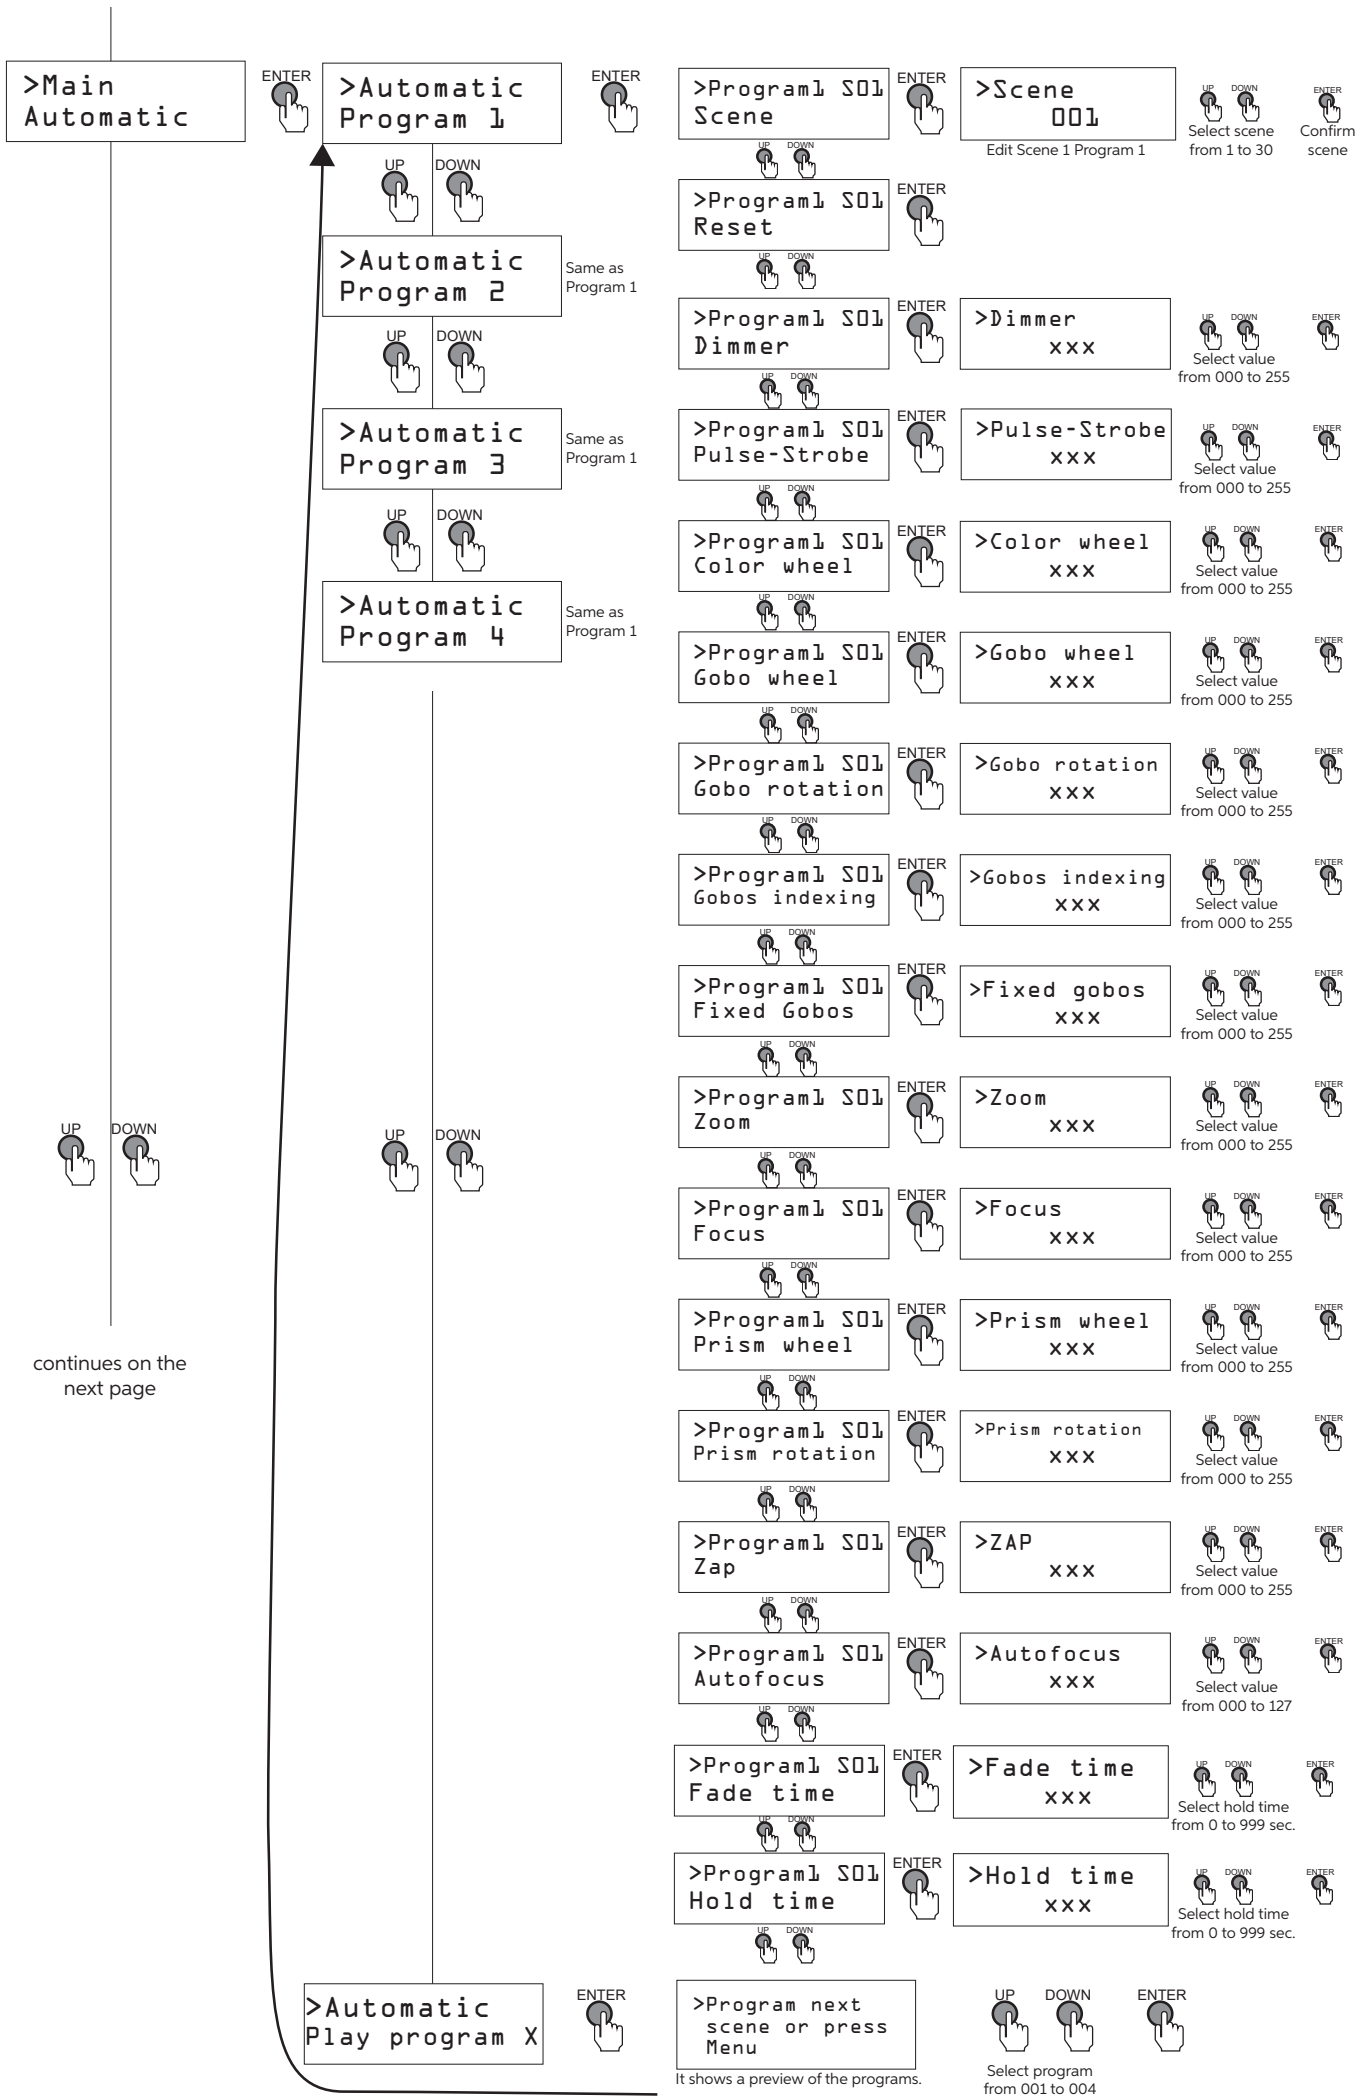 >Main
Automatic
ENTER
>Automatic
Program 1
ENTER
>Program1 S01
Scene
ENTER
>Scene
001
Edit Scene 1 Program 1
UP DOWN
Select scene
from 1 to 30
ENTER
Confirm
scene
UP DOWN
>Program1 S01
Reset
ENTER
UP DOWN
UP DOWN
>Automatic
Program 2
Same as
Program 1
>Program1 S01
Dimmer
ENTER
>Dimmer
xxx
UP DOWN
Select value
from 000 to 255
ENTER
UP DOWN
UP DOWN
>Automatic
Program 3
Same as
Program 1
>Program1 S01
Pulse-Strobe
ENTER
>Pulse-Strobe
xxx
UP DOWN
Select value
from 000 to 255
ENTER
UP DOWN
UP DOWN
>Program1 S01
Color wheel
ENTER
>Color wheel
xxx
UP DOWN
Select value
from 000 to 255
ENTER
UP DOWN
>Automatic
Program 4
Same as
Program 1
>Program1 S01
Gobo wheel
ENTER
>Gobo wheel
xxx
UP DOWN
Select value
from 000 to 255
ENTER
UP DOWN
>Program1 S01
Gobo rotation
ENTER
>Gobo rotation
xxx
UP DOWN
Select value
from 000 to 255
ENTER
UP DOWN
>Program1 S01
Gobos indexing
ENTER
>Gobos indexing
xxx
UP DOWN
Select value
from 000 to 255
ENTER
UP DOWN
>Program1 S01
Fixed Gobos
ENTER
>Fixed gobos
xxx
UP DOWN
Select value
from 000 to 255
ENTER
UP DOWN
>Program1 S01
Zoom
ENTER
>Zoom
xxx
UP DOWN
Select value
from 000 to 255
ENTER
UP DOWN
UP DOWN
UP DOWN
>Program1 S01
Focus
ENTER
>Focus
xxx
UP DOWN
Select value
from 000 to 255
ENTER
UP DOWN
>Program1 S01
Prism wheel
ENTER
>Prism wheel
xxx
UP DOWN
Select value
from 000 to 255
ENTER
continues on the
next page
UP DOWN
>Program1 S01
Prism rotation
ENTER
>Prism rotation
xxx
UP DOWN
Select value
from 000 to 255
ENTER
UP DOWN
>Program1 S01
Zap
ENTER
>ZAP
xxx
UP DOWN
Select value
from 000 to 255
ENTER
UP DOWN
>Program1 S01
Autofocus
ENTER
>Autofocus
xxx
UP DOWN
Select value
from 000 to 127
ENTER
UP DOWN
>Program1 S01
Fade time
ENTER
>Fade time
xxx
UP DOWN
Select hold time
from 0 to 999 sec.
ENTER
UP DOWN
>Program1 S01
Hold time
ENTER
>Hold time
xxx
UP DOWN
Select hold time
from 0 to 999 sec.
ENTER
UP DOWN
>Automatic
Play program X
ENTER
>Program next
scene or press
Menu
It shows a preview of the programs.
UP DOWN
Select program
from 001 to 004
ENTER